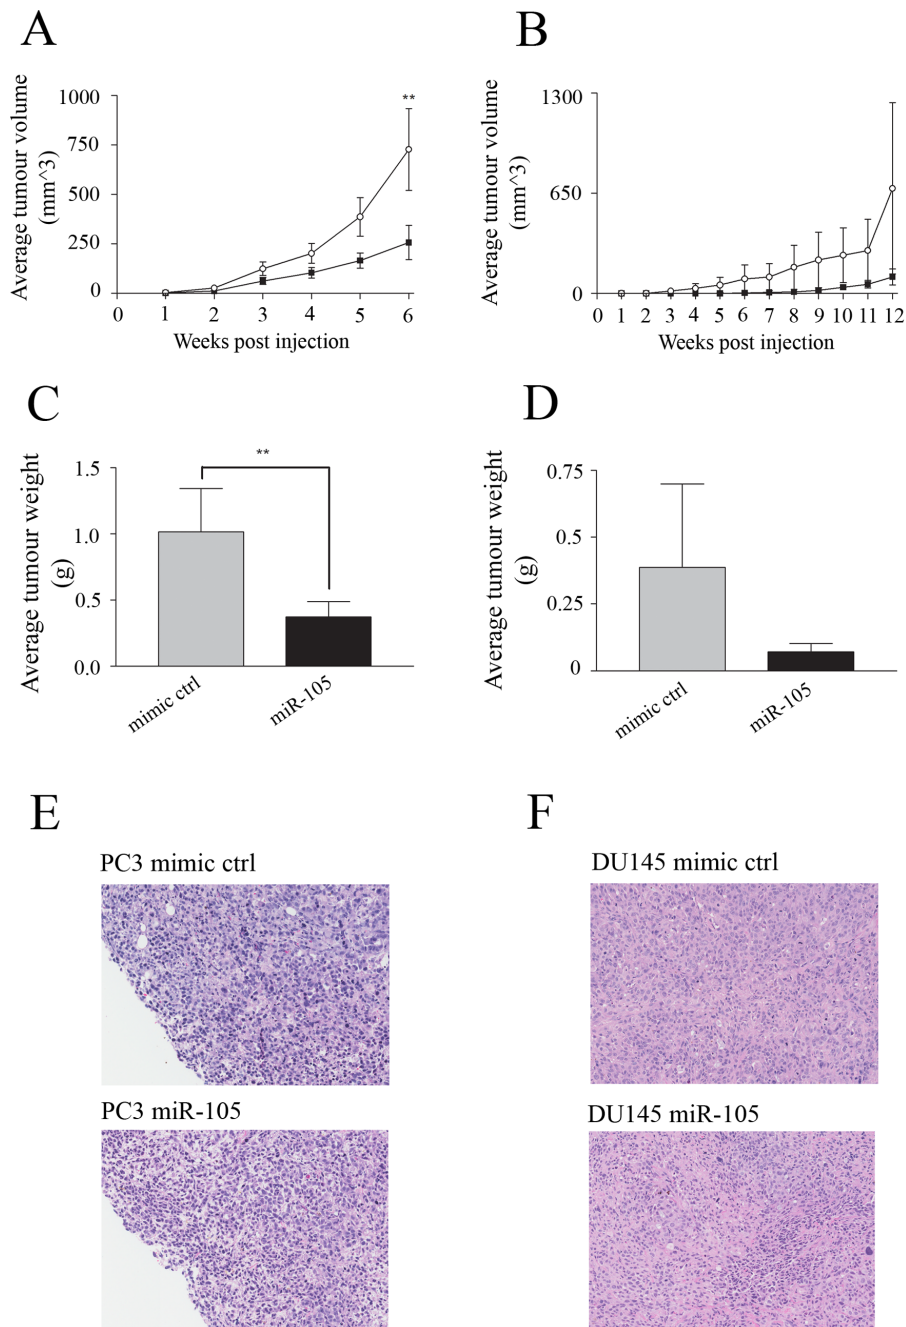 A
B
Average tumour volume
(mm^3)
1000
750
500
250
0
**
0 1 2 3 4 5 6
Weeks post injection
Average tumour volume
(mm^3)
1300
650
0
0 1 2 3 4 5 6 7 8 9 10 11 12
Weeks post injection
C
D
Average tumour weight
(g)
1.5
1.0
0.5
0.0
**
mimic ctrl
miR-105
Average tumour weight
(g)
0.75
0.5
0.25
0
mimic ctrl
miR-105
E
F
PC3 mimic ctrl
DU145 mimic ctrl
PC3 miR-105
DU145 miR-105